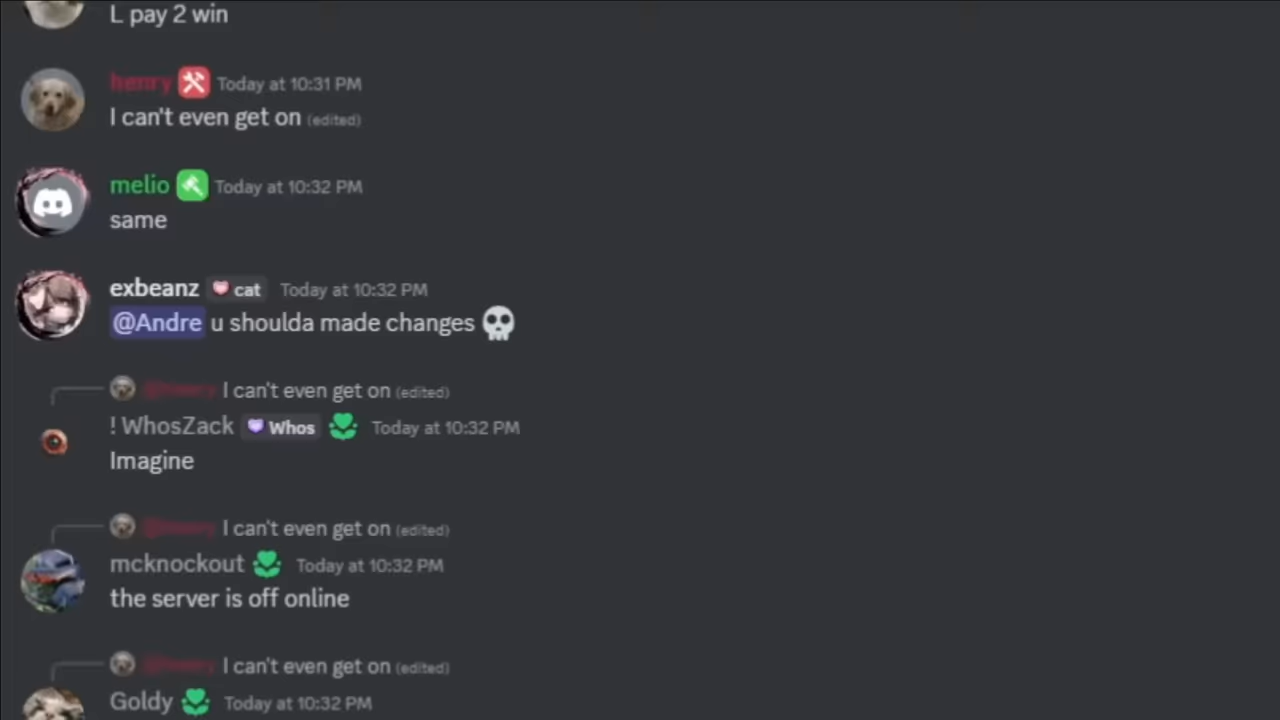 L pay 2 win
henry Today at 10:31 PM
I can't even get on (edited)
melio Today at 10:32 PM
same
exbeanz cat Today at 10:32 PM
@Andre u shoulda made changes 💀
@henry I can't even get on (edited)
! WhosZack Whos Today at 10:32 PM
Imagine
@henry I can't even get on (edited)
mcknockout Today at 10:32 PM
the server is off online
@henry I can't even get on (edited)
Goldy Today at 10:32 PM